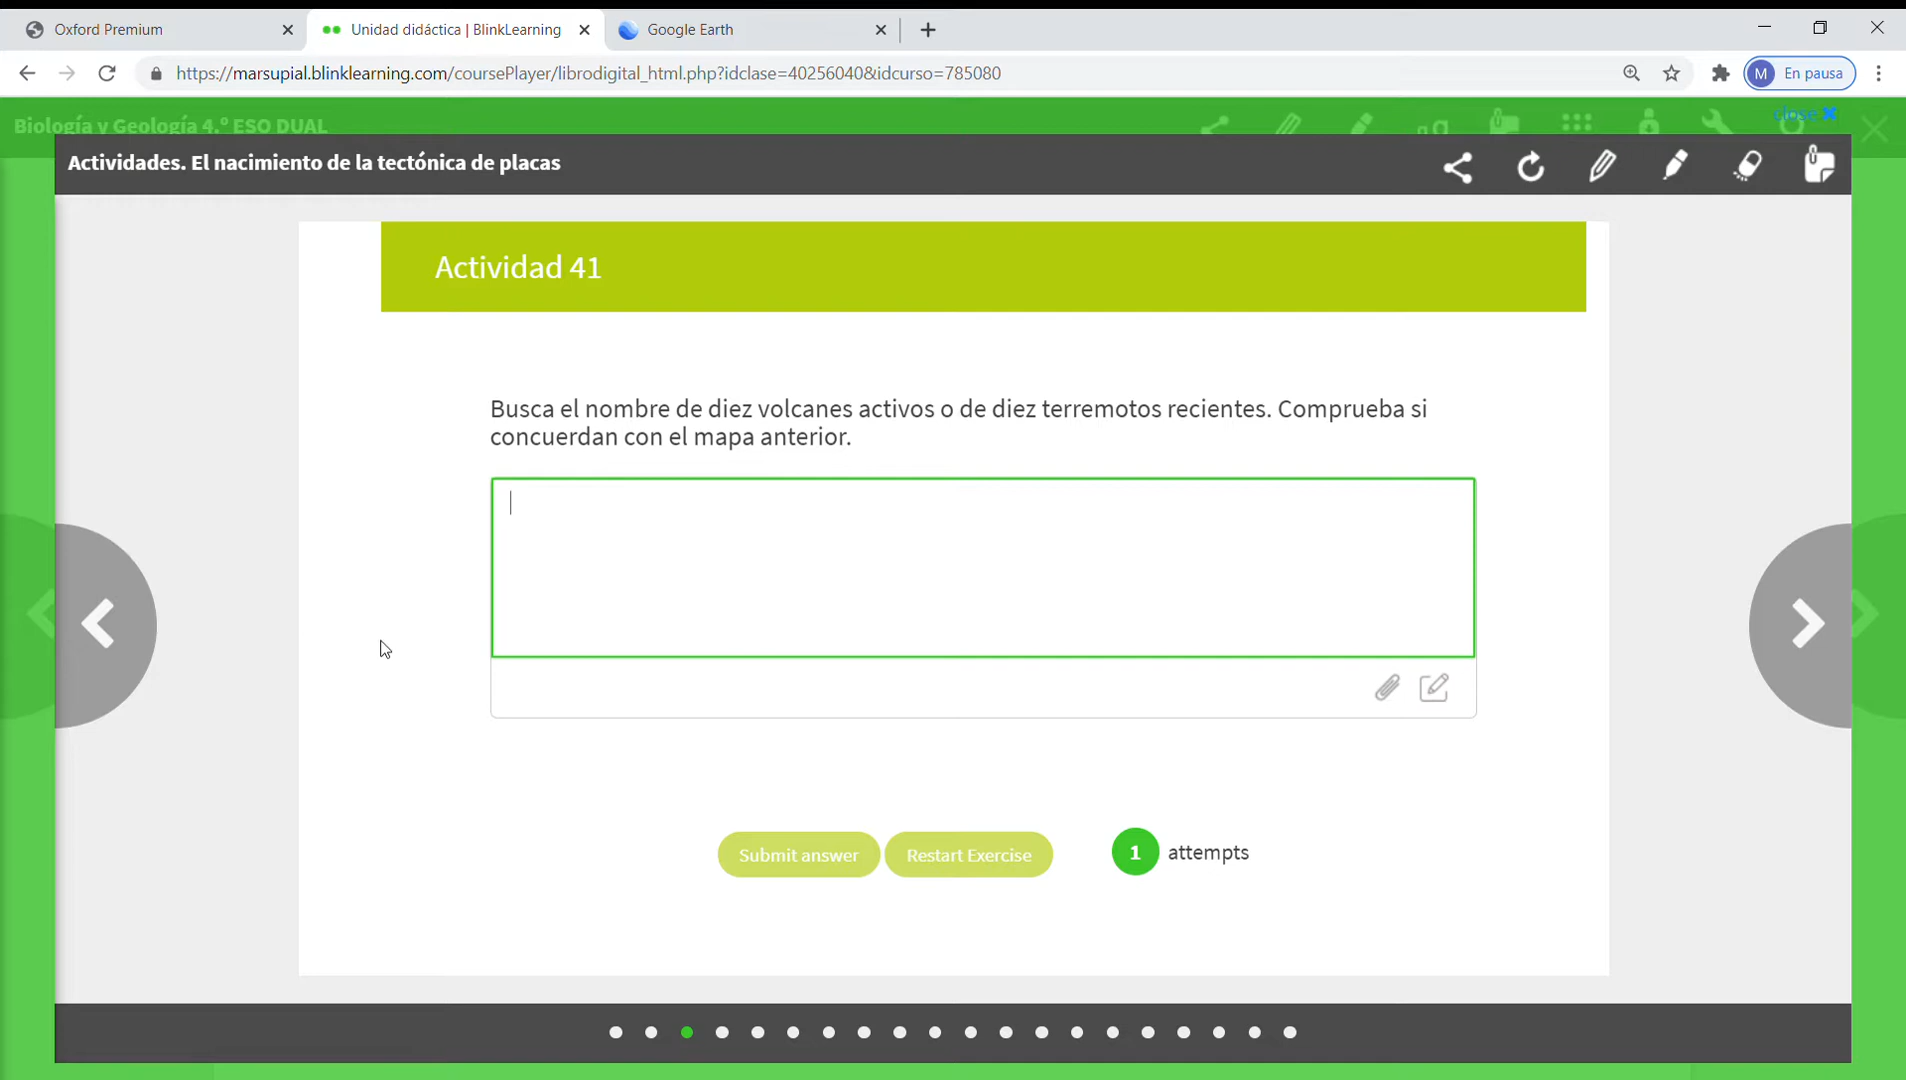 Oxford Premium
Unidad didáctica | BlinkLearning
Google Earth
https://marsupial.blinklearning.com/coursePlayer/librodigital_html.php?idclase=40256040&idcurso=785080
M
En pausa
Biología y Geología 4.º ESO DUAL
close
Actividades. El nacimiento de la tectónica de placas
Actividad 41
Busca el nombre de diez volcanes activos o de diez terremotos recientes. Comprueba si
concuerdan con el mapa anterior.
Submit answer
Restart Exercise
1
attempts